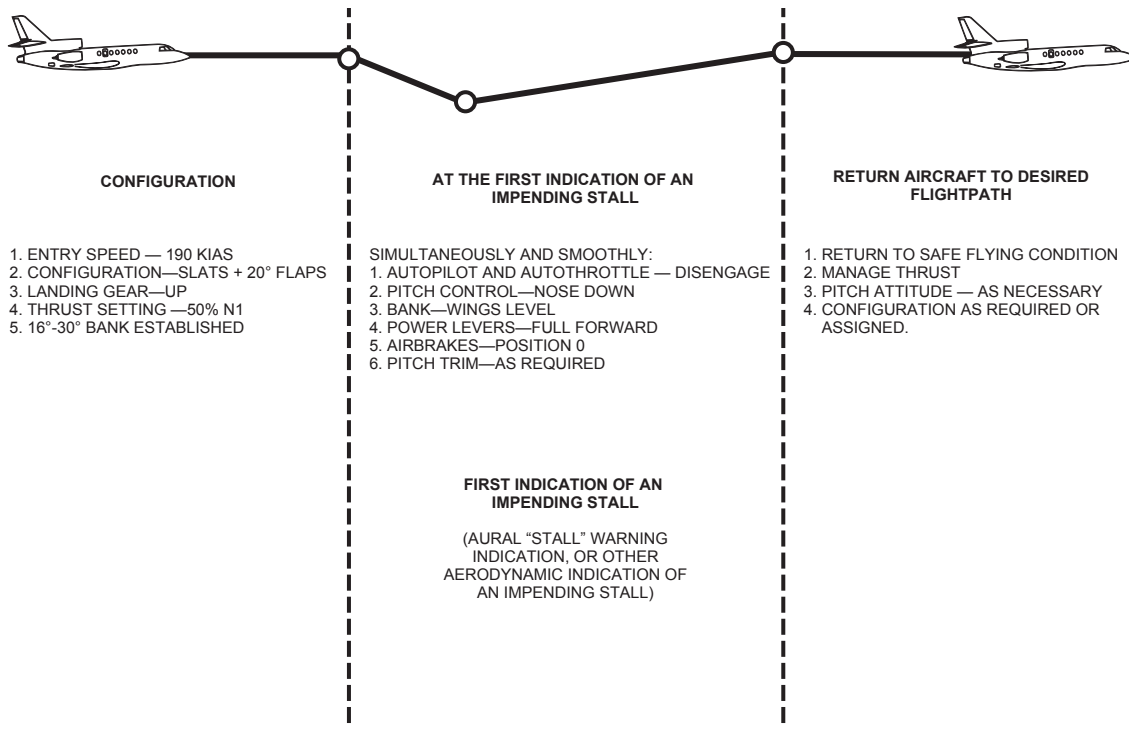 CONFIGURATION
1. ENTRY SPEED — 190 KIAS
2. CONFIGURATION—SLATS + 20° FLAPS
3. LANDING GEAR—UP
4. THRUST SETTING —50% N1
5. 16°-30° BANK ESTABLISHED
AT THE FIRST INDICATION OF AN
IMPENDING STALL
SIMULTANEOUSLY AND SMOOTHLY:
1. AUTOPILOT AND AUTOTHROTTLE — DISENGAGE
2. PITCH CONTROL—NOSE DOWN
3. BANK—WINGS LEVEL
4. POWER LEVERS—FULL FORWARD
5. AIRBRAKES—POSITION 0
6. PITCH TRIM—AS REQUIRED
FIRST INDICATION OF AN
IMPENDING STALL
(AURAL “STALL” WARNING
INDICATION, OR OTHER
AERODYNAMIC INDICATION OF
AN IMPENDING STALL)
RETURN AIRCRAFT TO DESIRED
FLIGHTPATH
1. RETURN TO SAFE FLYING CONDITION
2. MANAGE THRUST
3. PITCH ATTITUDE — AS NECESSARY
4. CONFIGURATION AS REQUIRED OR
ASSIGNED.